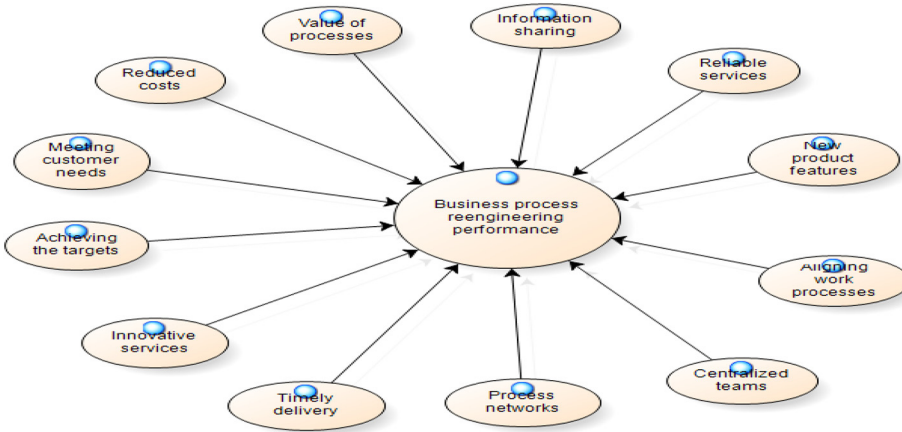 Value of
processes
Information
sharing
Reduced
costs
Reliable
services
Meeting
customer
needs
New
product
features
Business process
reengineering
performance
Achieving
the targets
Aligning
work
processes
Innovative
services
Centralized
teams
Timely
delivery
Process
networks